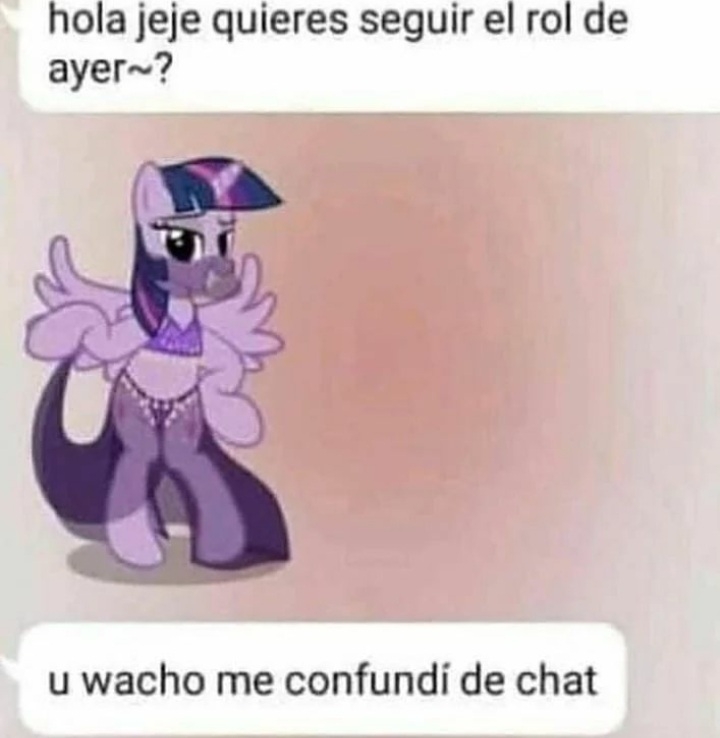 hola jeje quieres seguir el rol de
ayer~?
u wacho me confundí de chat